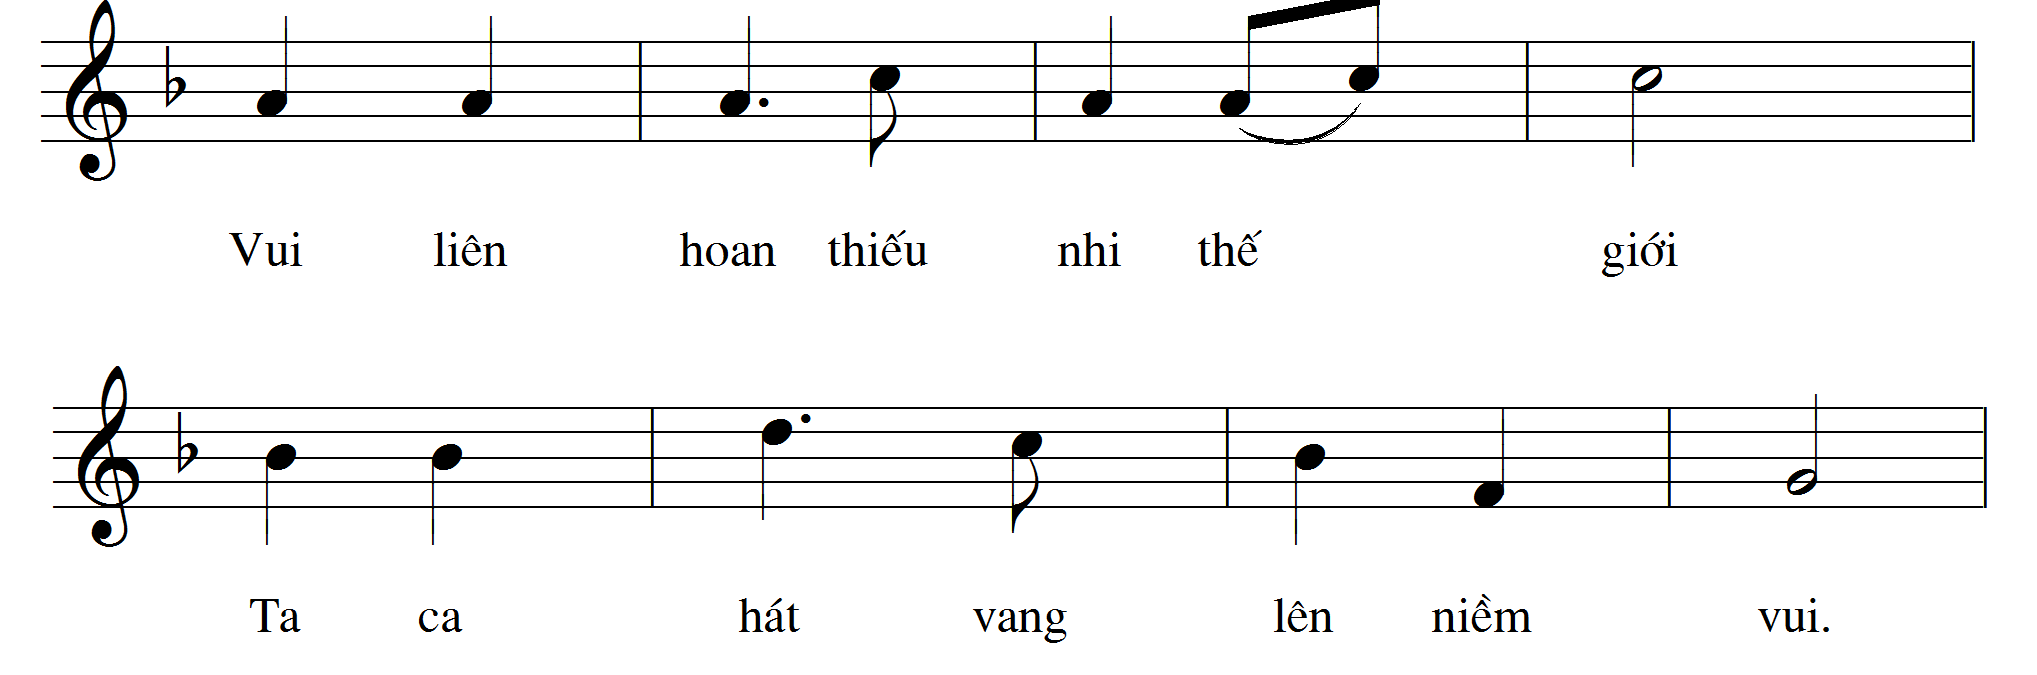 Vui liên hoan thiếu nhi thế giới
Ta ca hát vang lên niềm vui.